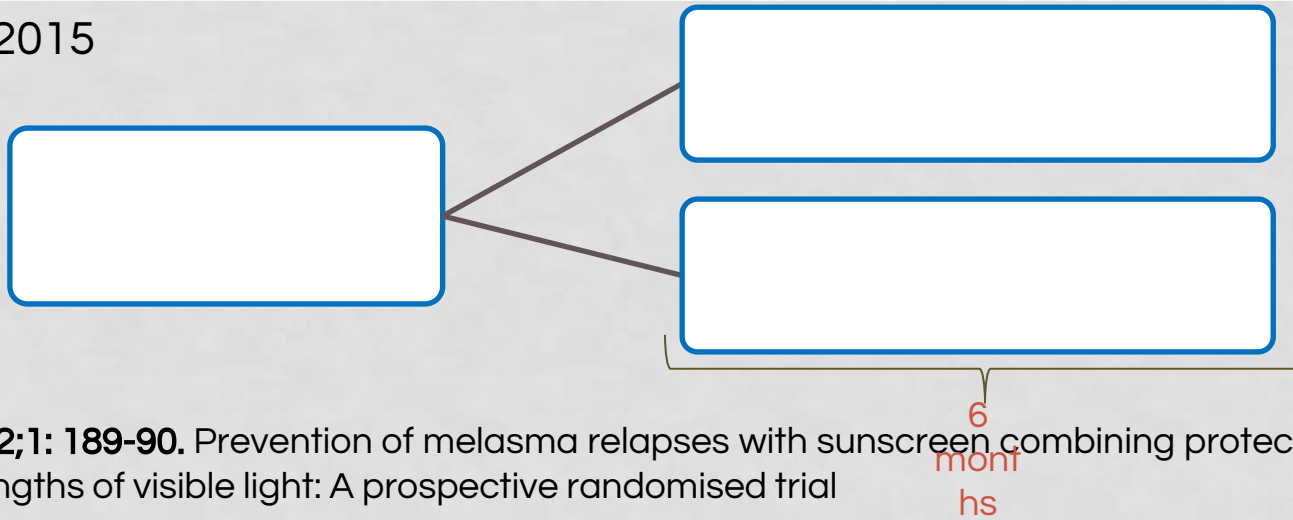 2015
6
mont
hs
2;1: 189-90. Prevention of melasma relapses with sunscreen combining protec
ngths of visible light: A prospective randomised trial